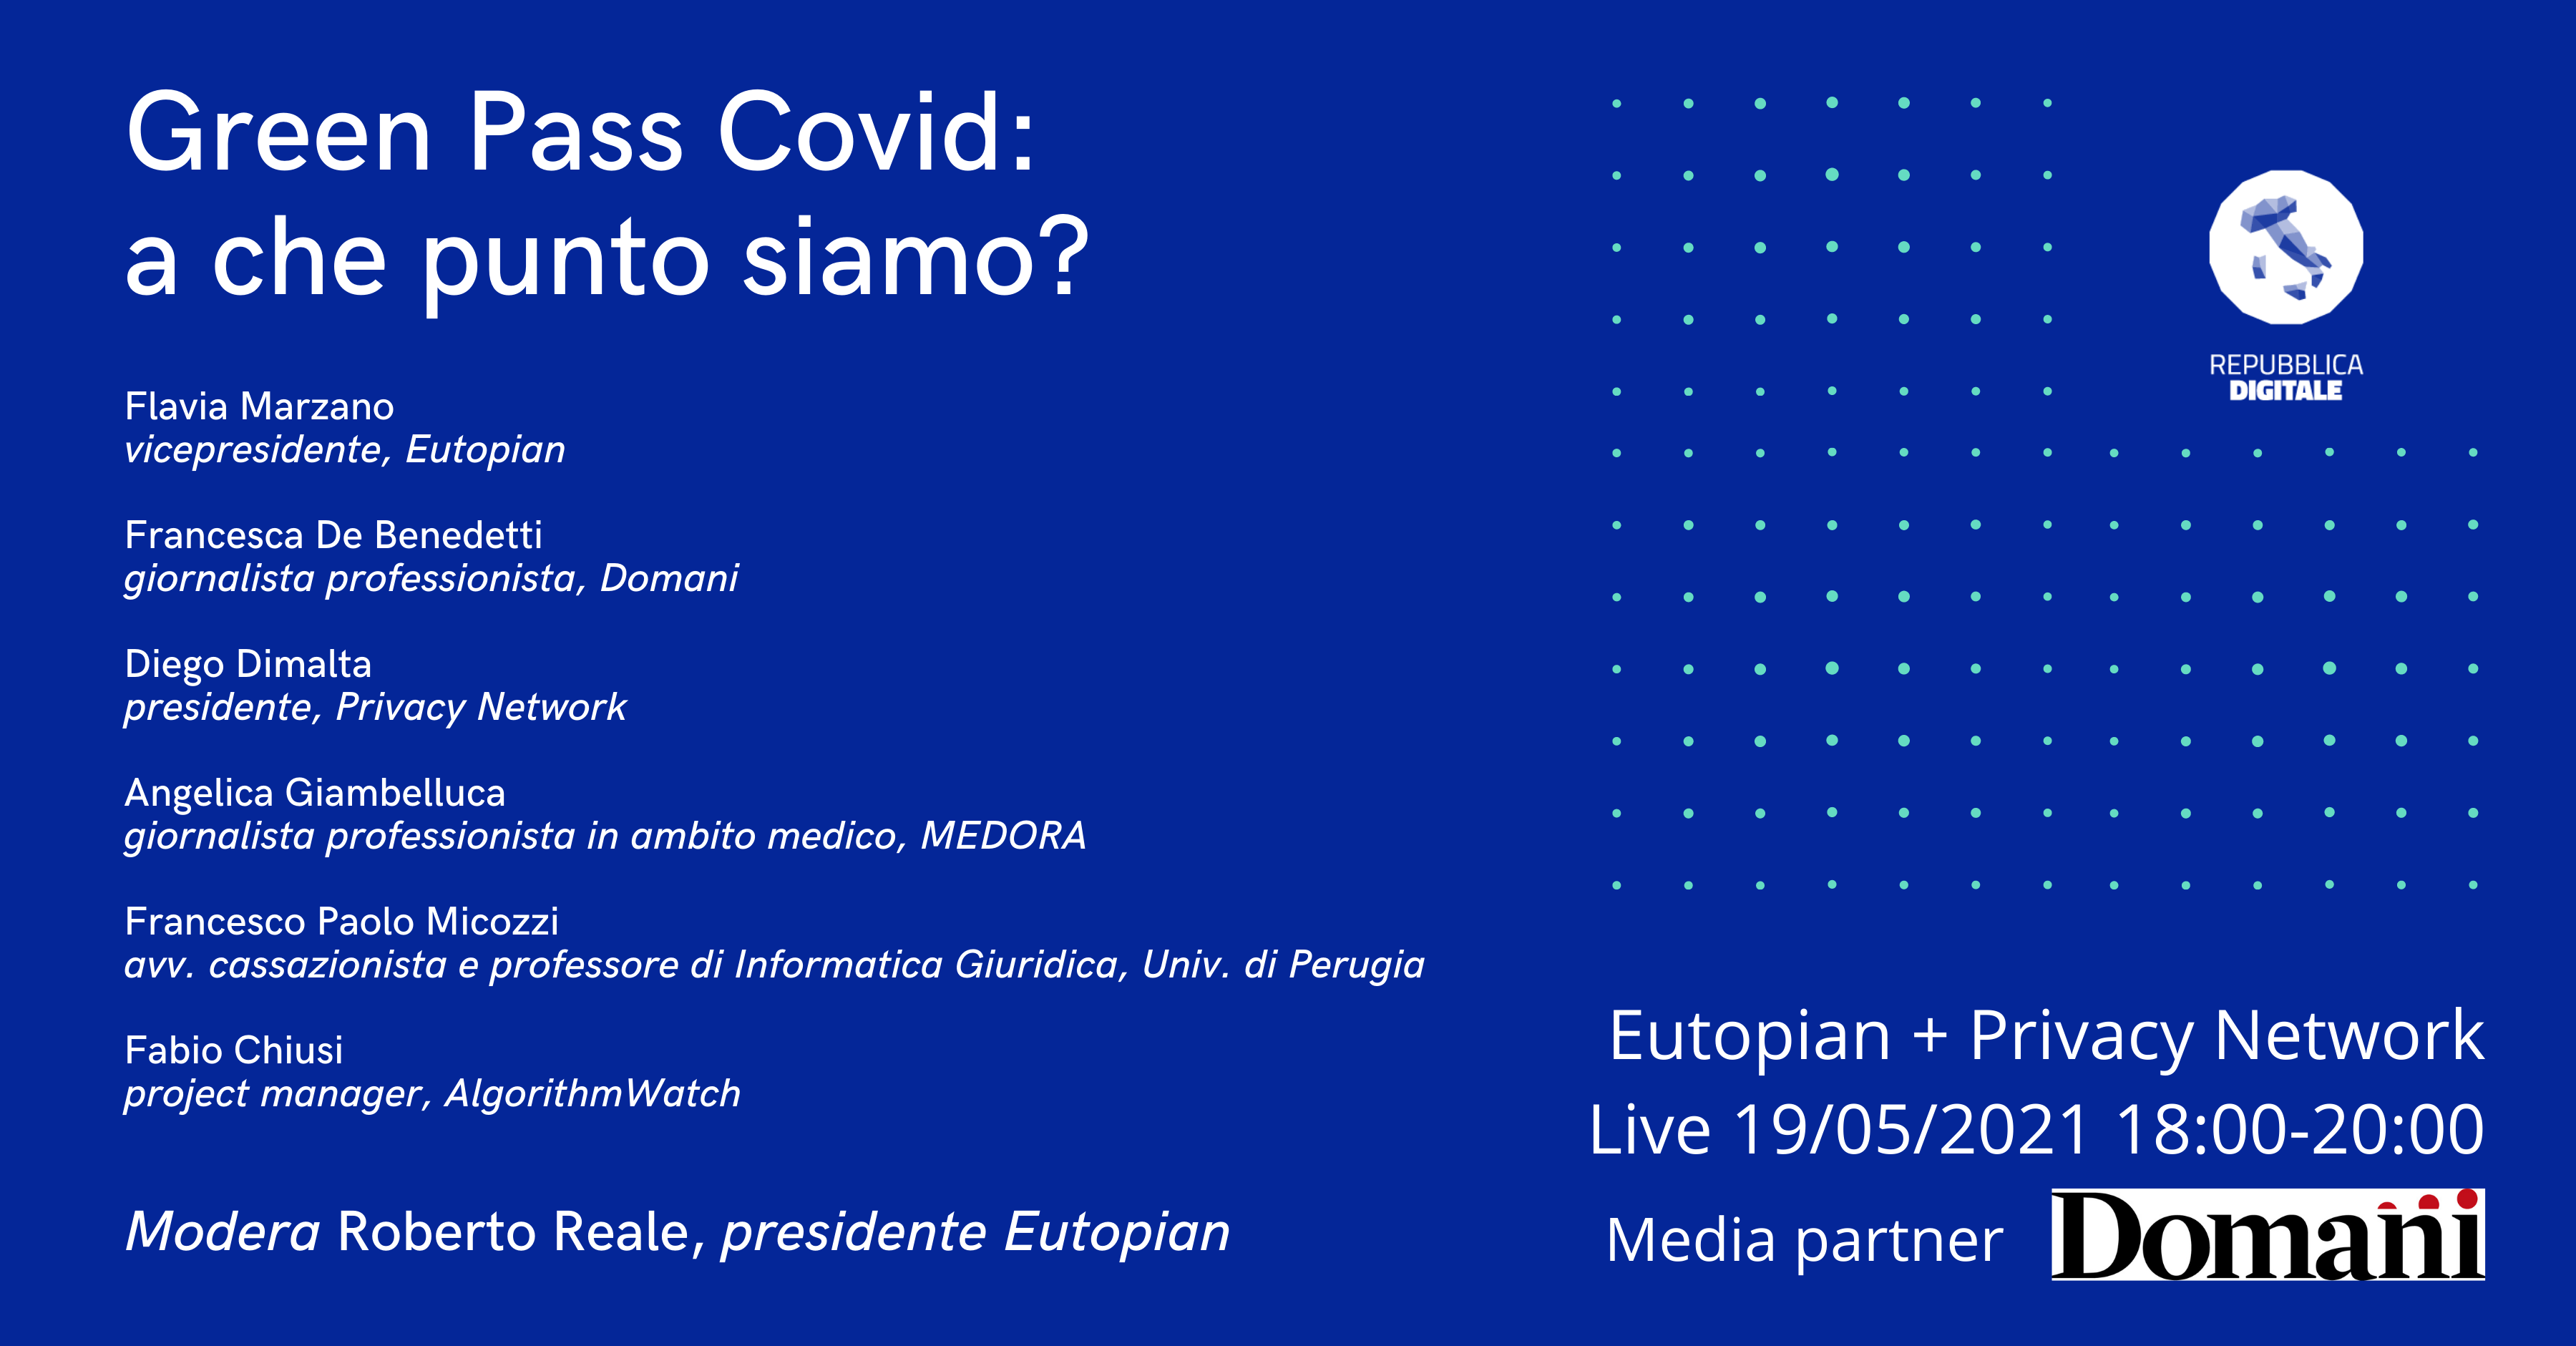 Green Pass Covid:
a che punto siamo?
Flavia Marzano
vicepresidente, Eutopian
Francesca De Benedetti
giornalista professionista, Domani
Diego Dimalta
presidente, Privacy Network
Angelica Giambelluca
giornalista professionista in ambito medico, MEDORA
Francesco Paolo Micozzi
avv. cassazionista e professore di Informatica Giuridica, Univ. di Perugia
Fabio Chiusi
project manager, AlgorithmWatch
Modera Roberto Reale, presidente Eutopian
REPUBBLICA
DIGITALE
Eutopian + Privacy Network
Live 19/05/2021 18:00-20:00
Media partner Domani